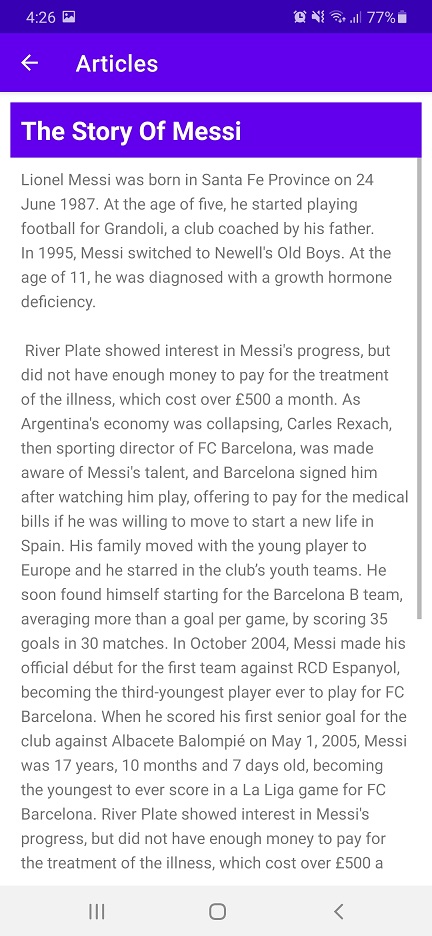 4:26
77%
Articles
The Story Of Messi
Lionel Messi was born in Santa Fe Province on 24
June 1987. At the age of five, he started playing
football for Grandoli, a club coached by his father.
In 1995, Messi switched to Newell's Old Boys. At the
age of 11, he was diagnosed with a growth hormone
deficiency.
River Plate showed interest in Messi's progress, but
did not have enough money to pay for the treatment
of the illness, which cost over £500 a month. As
Argentina's economy was collapsing, Carles Rexach,
then sporting director of FC Barcelona, was made
aware of Messi's talent, and Barcelona signed him
after watching him play, offering to pay for the medical
bills if he was willing to move to start a new life in
Spain. His family moved with the young player to
Europe and he starred in the club’s youth teams. He
soon found himself starting for the Barcelona B team,
averaging more than a goal per game, by scoring 35
goals in 30 matches. In October 2004, Messi made his
official début for the first team against RCD Espanyol,
becoming the third-youngest player ever to play for FC
Barcelona. When he scored his first senior goal for the
club against Albacete Balompié on May 1, 2005, Messi
was 17 years, 10 months and 7 days old, becoming
the youngest to ever score in a La Liga game for FC
Barcelona. River Plate showed interest in Messi's
progress, but did not have enough money to pay for
the treatment of the illness, which cost over £500 a